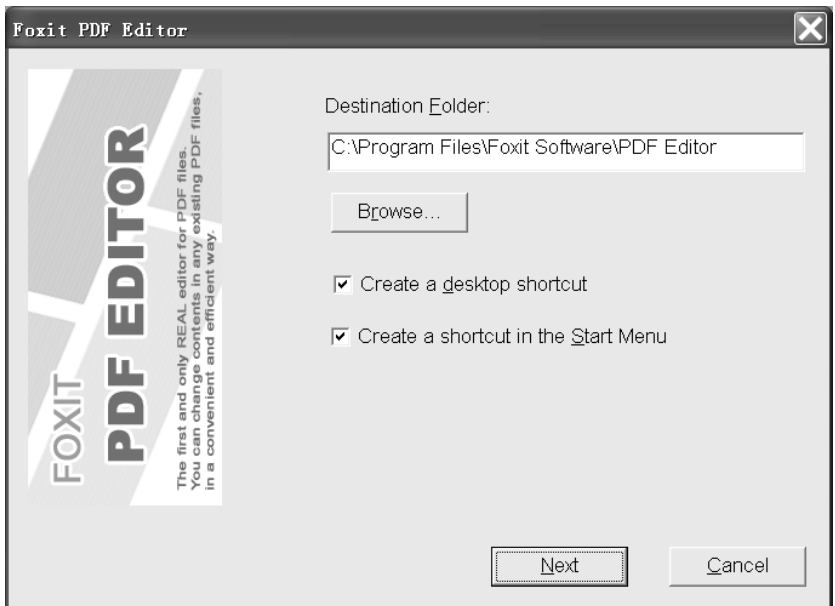 Foxit PDF Editor
FOXIT
PDF EDITOR
The first and only REAL editor for PDF files.
You can change contents in any existing PDF files,
in a convenient and efficient way.
Destination Folder:
C:\Program Files\Foxit Software\PDF Editor
Browse...
Create a desktop shortcut
Create a shortcut in the Start Menu
Next
Cancel